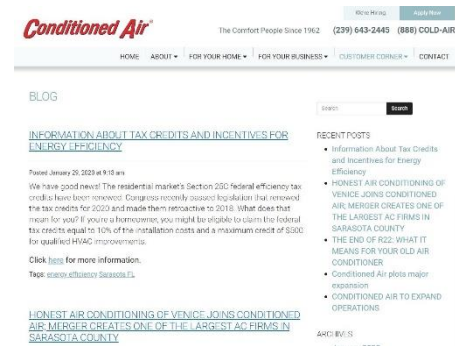 Conditioned Air
We're Hiring
Apply Now
The Comfort People Since 1962
(239) 643-2445 (888) COLD-AIR
HOME ABOUT FOR YOUR HOME FOR YOUR BUSINESS CUSTOMER CORNER CONTACT
BLOG
Search Search
INFORMATION ABOUT TAX CREDITS AND INCENTIVES FOR
ENERGY EFFICIENCY
Posted January 29, 2020 at 9:13 am
We have good news! The residential market's Section 25C federal efficiency tax
credits have been renewed. Congress recently passed legislation that renewed
the tax credits for 2020 and made them retroactive to 2018. What does that
mean for you? If you're a homeowner, you might be eligible to claim the federal
tax credits equal to 10% of the installation costs and a maximum credit of $500
for qualified HVAC improvements.
Click here for more information.
Tags: energy efficiency Sarasota FL
HONEST AIR CONDITIONING OF VENICE JOINS CONDITIONED
AIR; MERGER CREATES ONE OF THE LARGEST AC FIRMS IN
SARASOTA COUNTY
RECENT POSTS
Information About Tax Credits
and Incentives for Energy
Efficiency
HONEST AIR CONDITIONING OF
VENICE JOINS CONDITIONED
AIR; MERGER CREATES ONE OF
THE LARGEST AC FIRMS IN
SARASOTA COUNTY
THE END OF R22: WHAT IT
MEANS FOR YOUR OLD AIR
CONDITIONER
Conditioned Air plots major
expansion
CONDITIONED AIR TO EXPAND
OPERATIONS
ARCHIVES